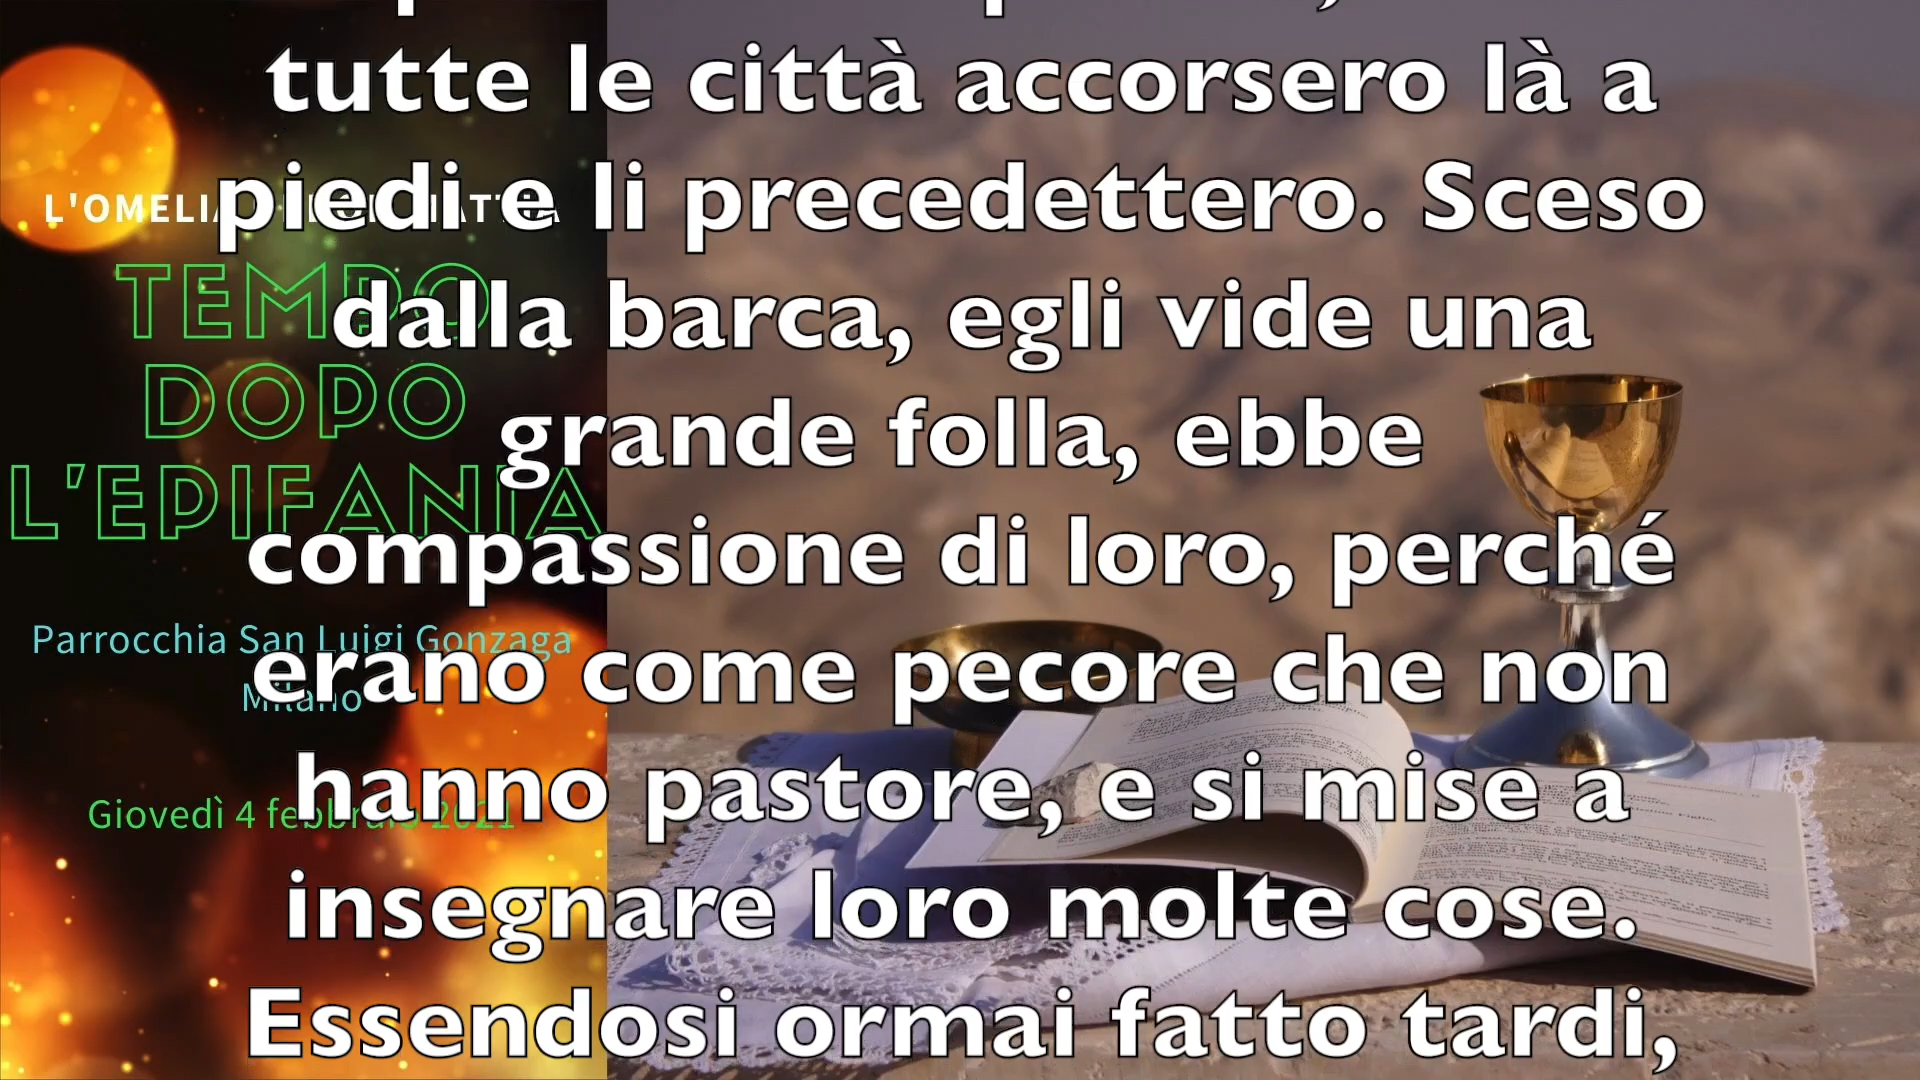 tutte le città accorsero là a
piedi e li precedettero. Sceso
dalla barca, egli vide una
grande folla, ebbe
compassione di loro, perché
erano come pecore che non
hanno pastore, e si mise a
insegnare loro molte cose.
Essendosi ormai fatto tardi,
L'OMELIA
TEMPO
DOPO
L'EPIFANIA
Parrocchia San Luigi Gonzaga
Milano
Giovedì 4 febbraio 2021